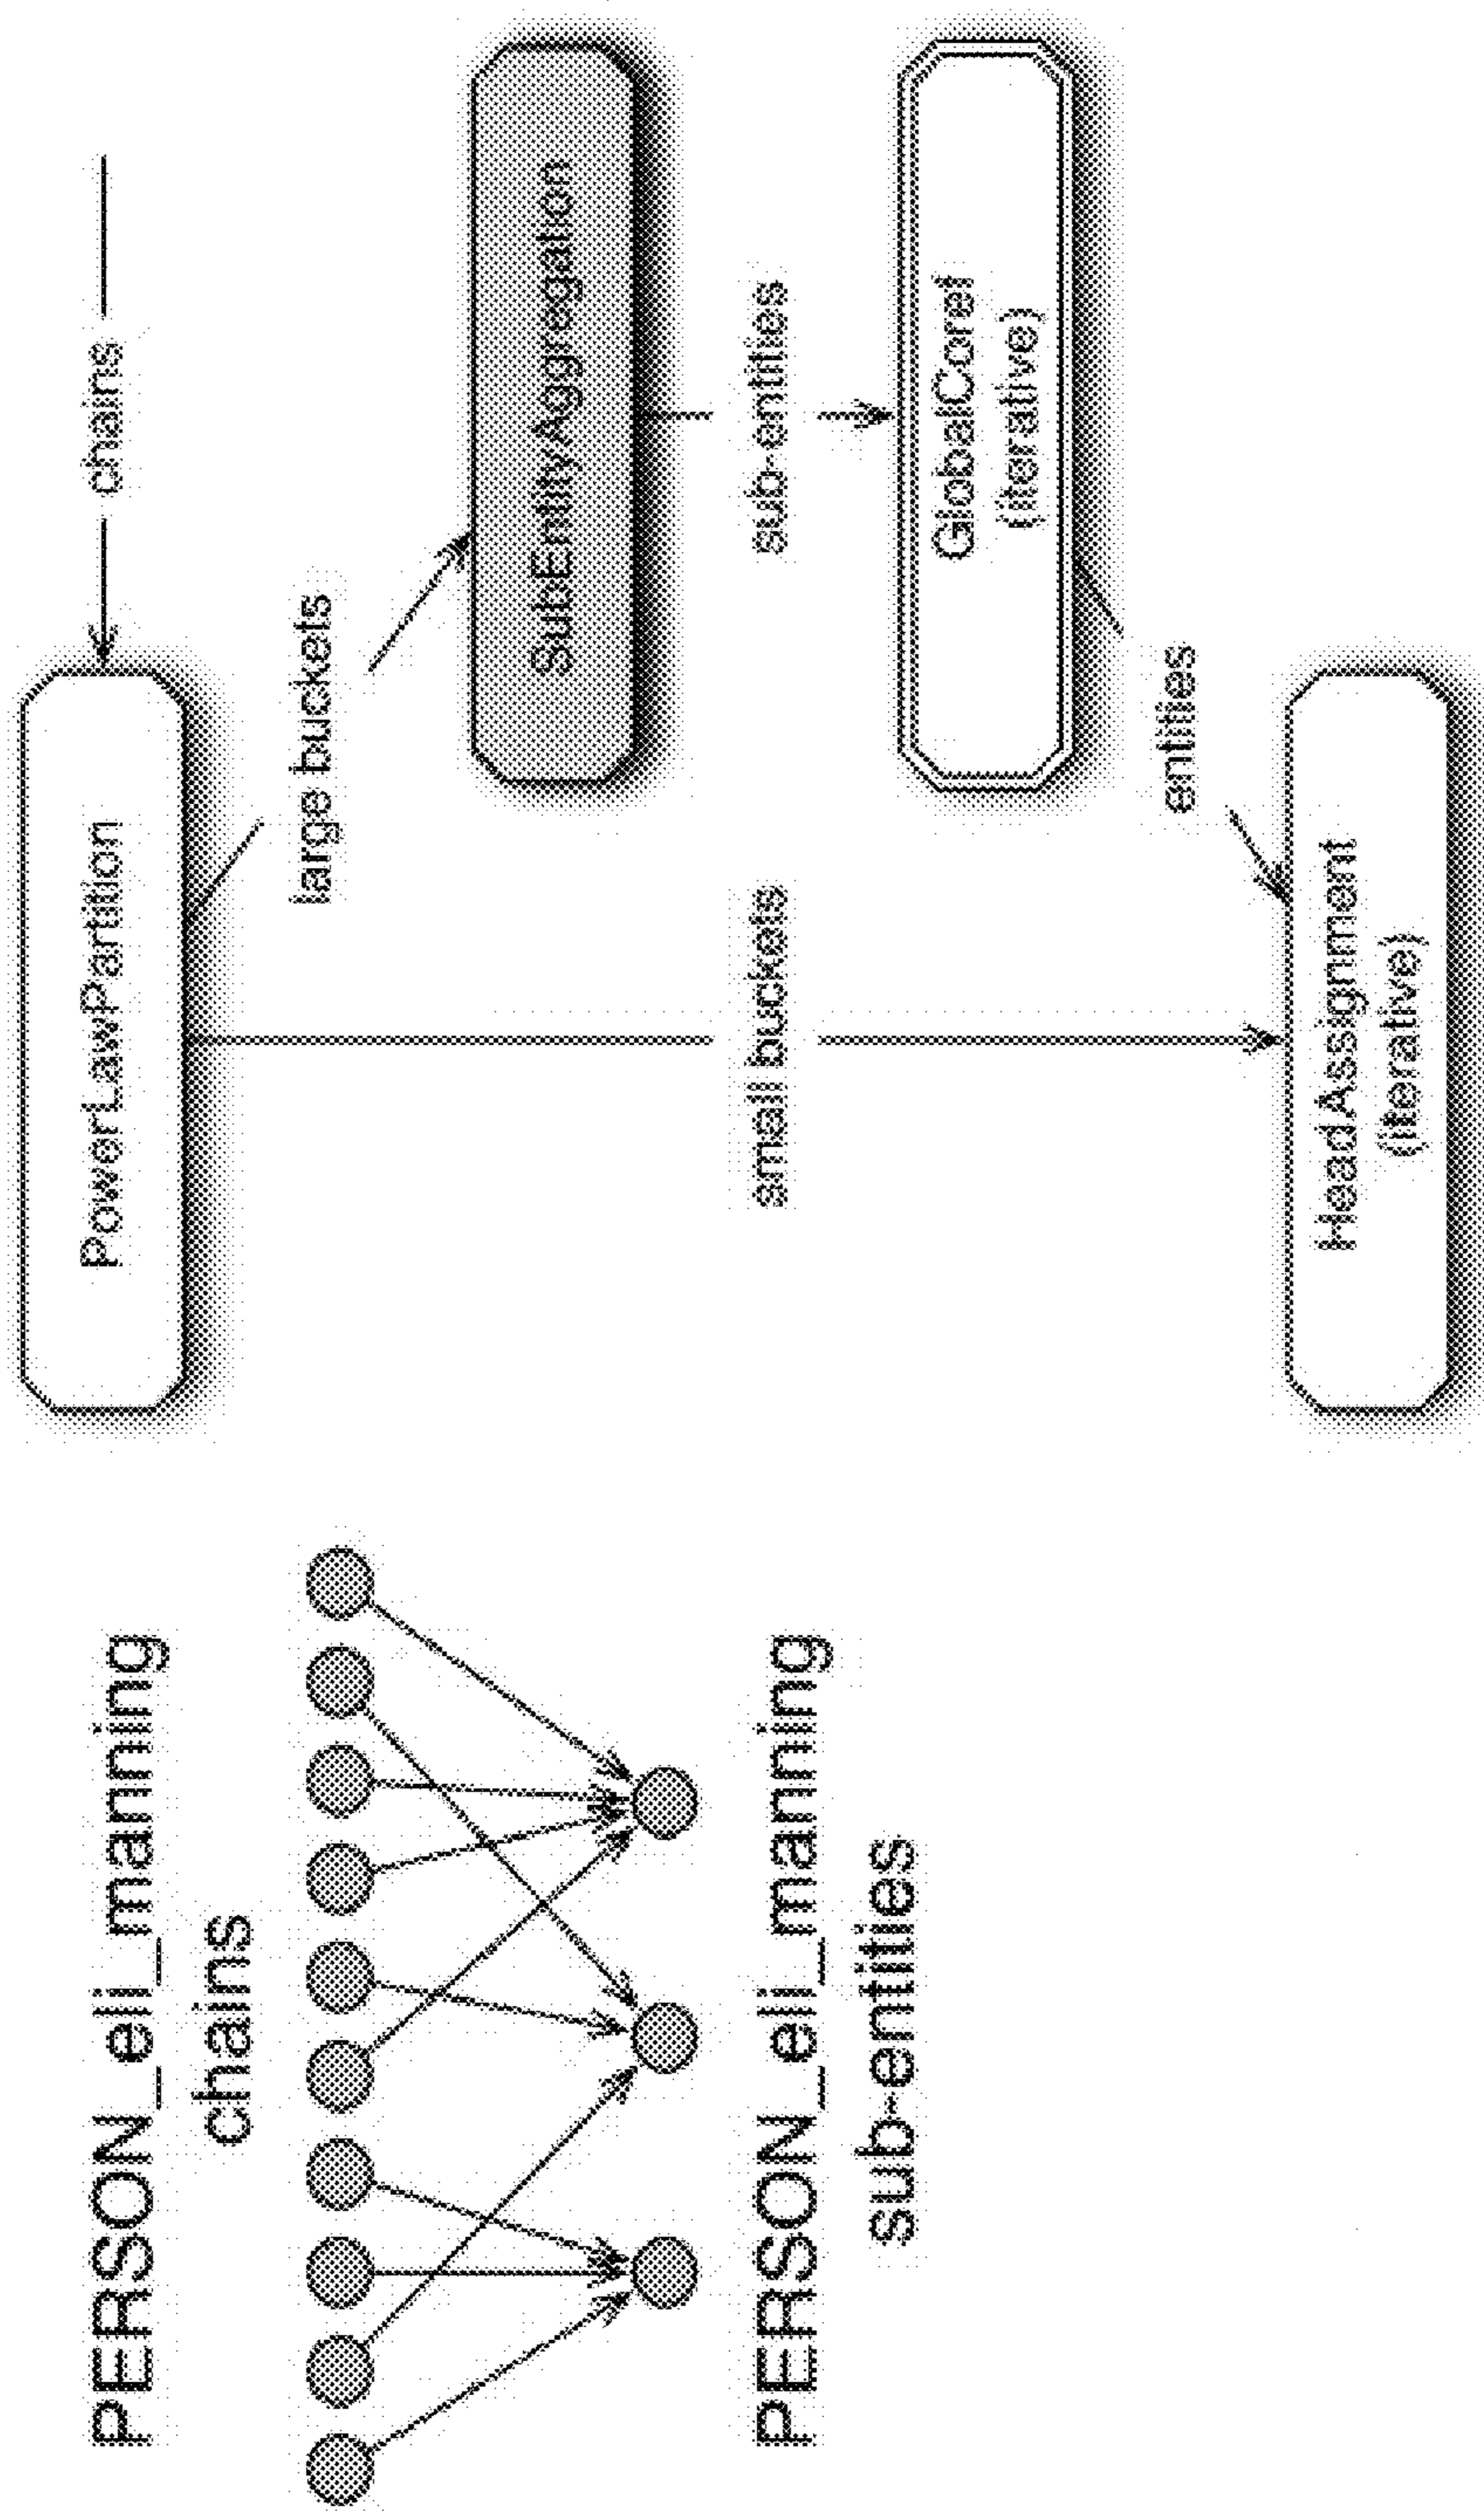 PERSON_eli_manning
chains
PERSON_eli_manning
sub-entities
chains
PowerLawPartition
large buckets
SubEntityAggregation
small buckets
sub-entities
GlobalCoref
(iterative)
entities
HeadAssignment
(iterative)